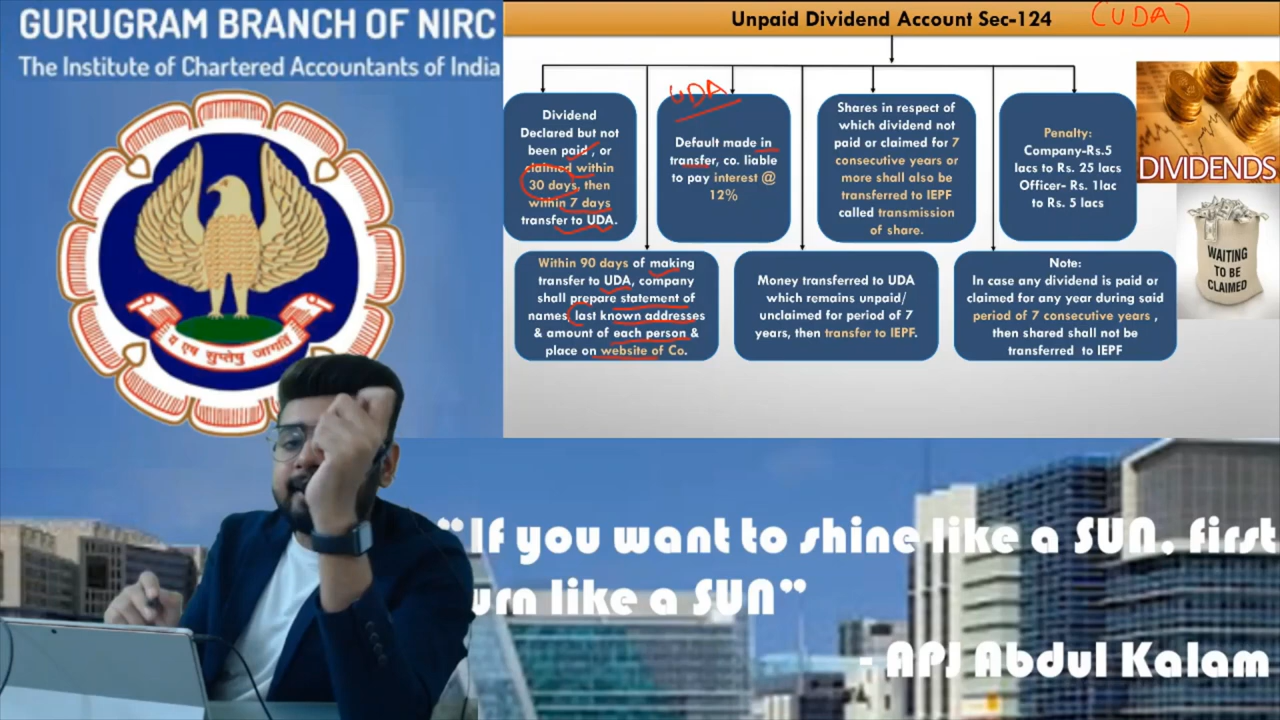 GURUGRAM BRANCH OF NIRC
The Institute of Chartered Accountants of India
य एष सुप्तेषु जागर्ति
Unpaid Dividend Account Sec-124
(UDA)
Dividend
Declared but not
been paid , or
claimed within
30 days, then
within 7 days
transfer to UDA.
UDA
Default made in
transfer, co. liable
to pay interest @
12%
Shares in respect of
which dividend not
paid or claimed for 7
consecutive years or
more shall also be
transferred to IEPF
called transmission
of share.
Penalty:
Company-Rs.5
lacs to Rs. 25 lacs
Officer- Rs. 1lac
to Rs. 5 lacs
DIVIDENDS
WAITING
TO BE
CLAIMED
Within 90 days of making
transfer to UDA, company
shall prepare statement of
names, last known addresses
& amount of each person &
place on website of Co.
Money transferred to UDA
which remains unpaid/
unclaimed for period of 7
years, then transfer to IEPF.
Note:
In case any dividend is paid or
claimed for any year during said
period of 7 consecutive years ,
then shared shall not be
transferred to IEPF
"If you want to shine like a SUN, first
urn like a SUN"
- APJ Abdul Kalam